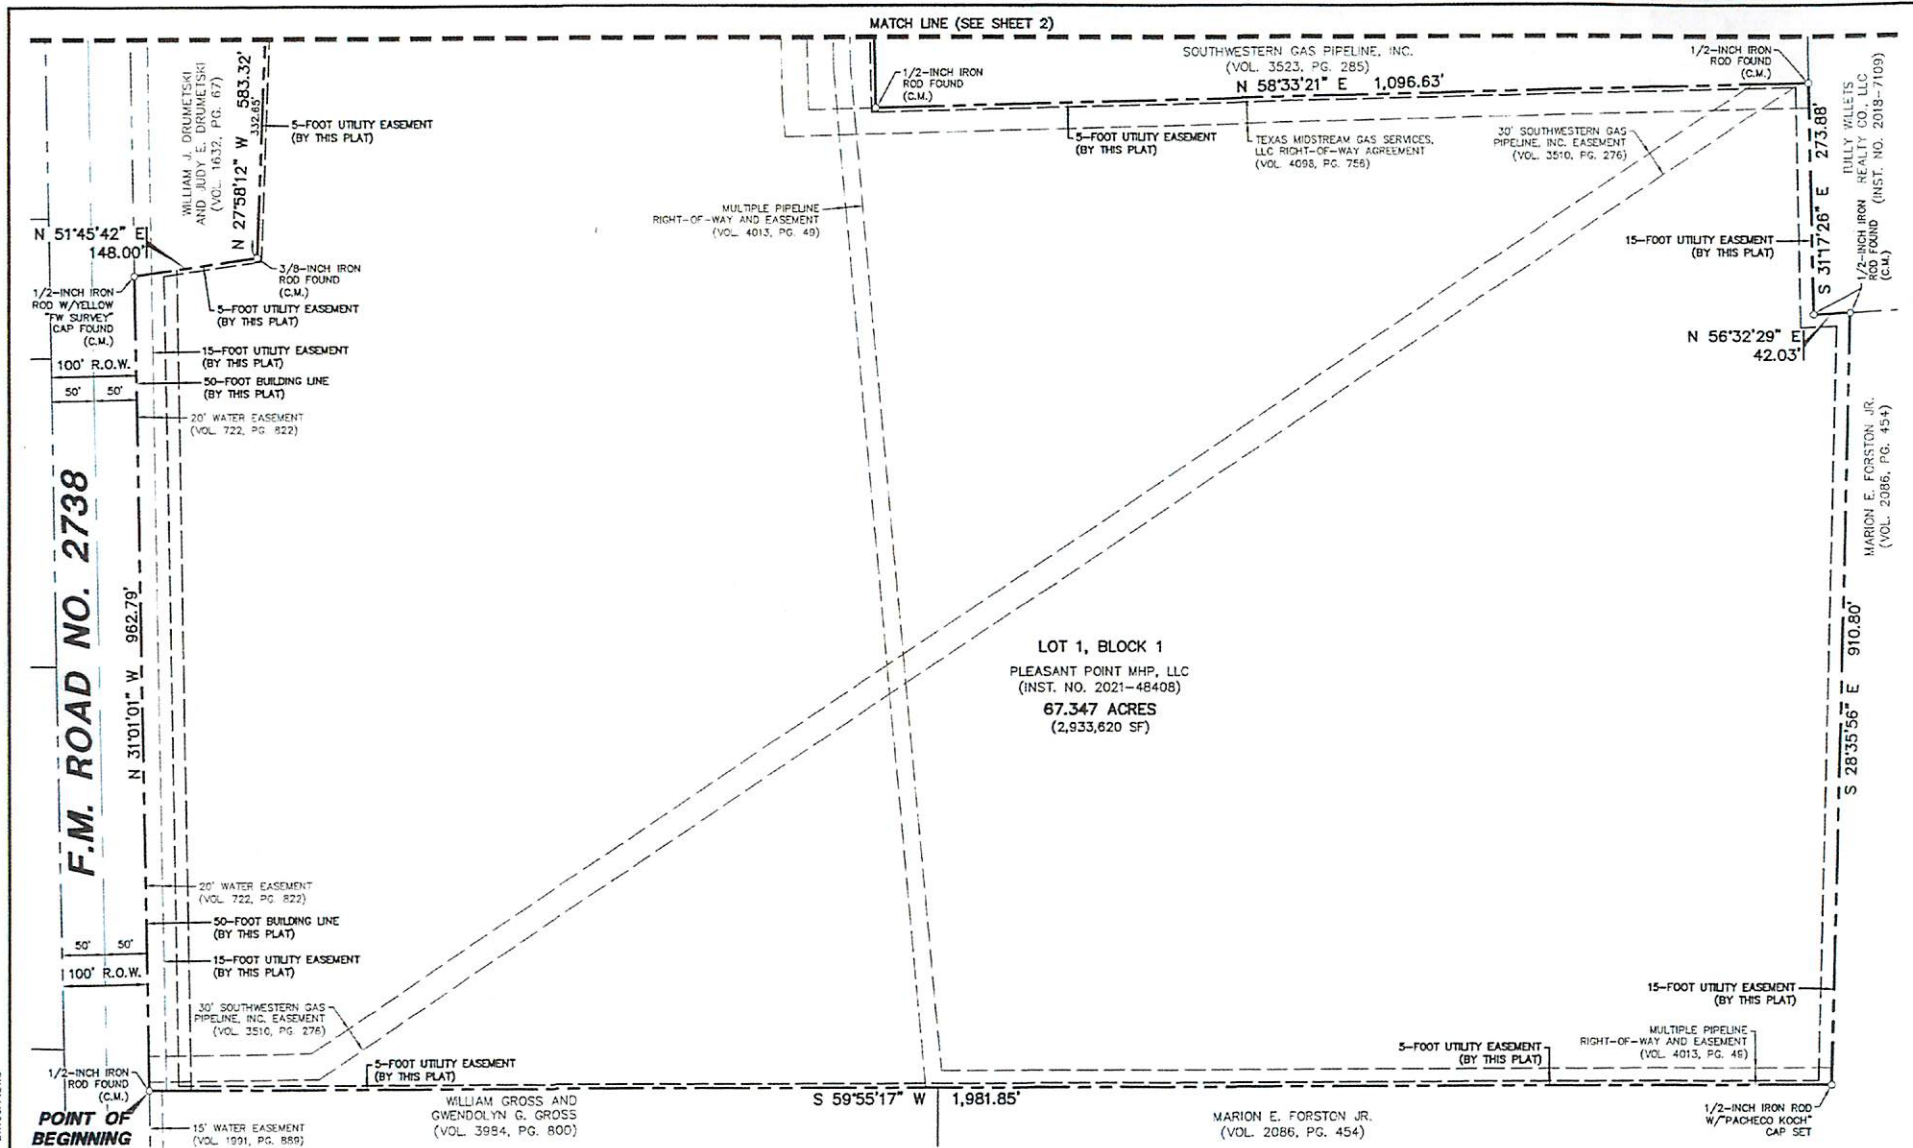 MATCH LINE (SEE SHEET 2)
SOUTHWESTERN GAS PIPELINE, INC.
(VOL. 3523, PG. 285)
N 58°33'21" E 1,096.63'
1/2-INCH IRON
ROD FOUND
(C.M.)
1/2-INCH IRON
ROD FOUND
(C.M.)
WILLIAM J. DRUMETSKI
AND JUDY E. DRUMETSKI
(VOL. 1632, PG. 67)
N 27°58'12" W 583.32'
332.65'
5-FOOT UTILITY EASEMENT
(BY THIS PLAT)
5-FOOT UTILITY EASEMENT
(BY THIS PLAT)
TEXAS MIDSTREAM GAS SERVICES,
LLC RIGHT-OF-WAY AGREEMENT
(VOL. 4098, PG. 756)
30' SOUTHWESTERN GAS
PIPELINE, INC. EASEMENT
(VOL. 3510, PG. 276)
S 31°17'26" E 273.88'
TULLY WILLETS
REALTY CO., LLC
(INST. NO. 2018-7109)
MULTIPLE PIPELINE
RIGHT-OF-WAY AND EASEMENT
(VOL. 4013, PG. 49)
N 51°45'42" E
148.00'
3/8-INCH IRON
ROD FOUND
(C.M.)
15-FOOT UTILITY EASEMENT
(BY THIS PLAT)
1/2-INCH IRON
ROD FOUND
(C.M.)
1/2-INCH IRON
ROD W/YELLOW
"FW SURVEY"
CAP FOUND
(C.M.)
5-FOOT UTILITY EASEMENT
(BY THIS PLAT)
15-FOOT UTILITY EASEMENT
(BY THIS PLAT)
100' R.O.W.
50' 50'
50-FOOT BUILDING LINE
(BY THIS PLAT)
20' WATER EASEMENT
(VOL. 722, PG. 822)
N 56°32'29" E
42.03'
MARION E. FORSTON JR.
(VOL. 2086, PG. 454)
F.M. ROAD NO. 2738
N 31°01'01" W 962.79'
S 28°35'56" E 910.80'
LOT 1, BLOCK 1
PLEASANT POINT MHP, LLC
(INST. NO. 2021-48408)
67.347 ACRES
(2,933,620 SF)
20' WATER EASEMENT
(VOL. 722, PG. 822)
50-FOOT BUILDING LINE
(BY THIS PLAT)
50' 50'
100' R.O.W.
15-FOOT UTILITY EASEMENT
(BY THIS PLAT)
30' SOUTHWESTERN GAS
PIPELINE, INC. EASEMENT
(VOL. 3510, PG. 276)
15-FOOT UTILITY EASEMENT
(BY THIS PLAT)
MULTIPLE PIPELINE
RIGHT-OF-WAY AND EASEMENT
(VOL. 4013, PG. 49)
5-FOOT UTILITY EASEMENT
(BY THIS PLAT)
5-FOOT UTILITY EASEMENT
(BY THIS PLAT)
1/2-INCH IRON
ROD FOUND
(C.M.)
POINT OF
BEGINNING
15' WATER EASEMENT
(VOL. 1991, PG. 889)
WILLIAM GROSS AND
GWENDOLYN G. GROSS
(VOL. 3984, PG. 800)
S 59°55'17" W 1,981.85'
MARION E. FORSTON JR.
(VOL. 2086, PG. 454)
1/2-INCH IRON ROD
W/"PACHECO KOCH"
CAP SET